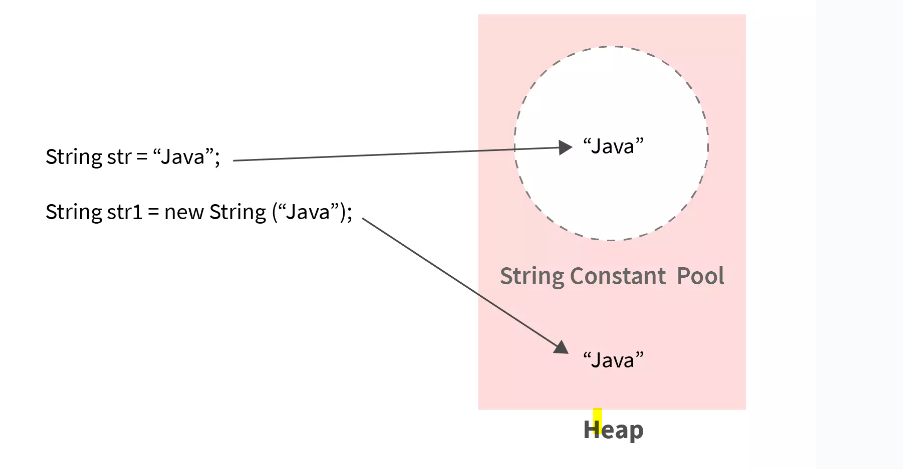 String str = “Java”;
“Java”
String str1 = new String (“Java”);
String Constant Pool
“Java”
Heap